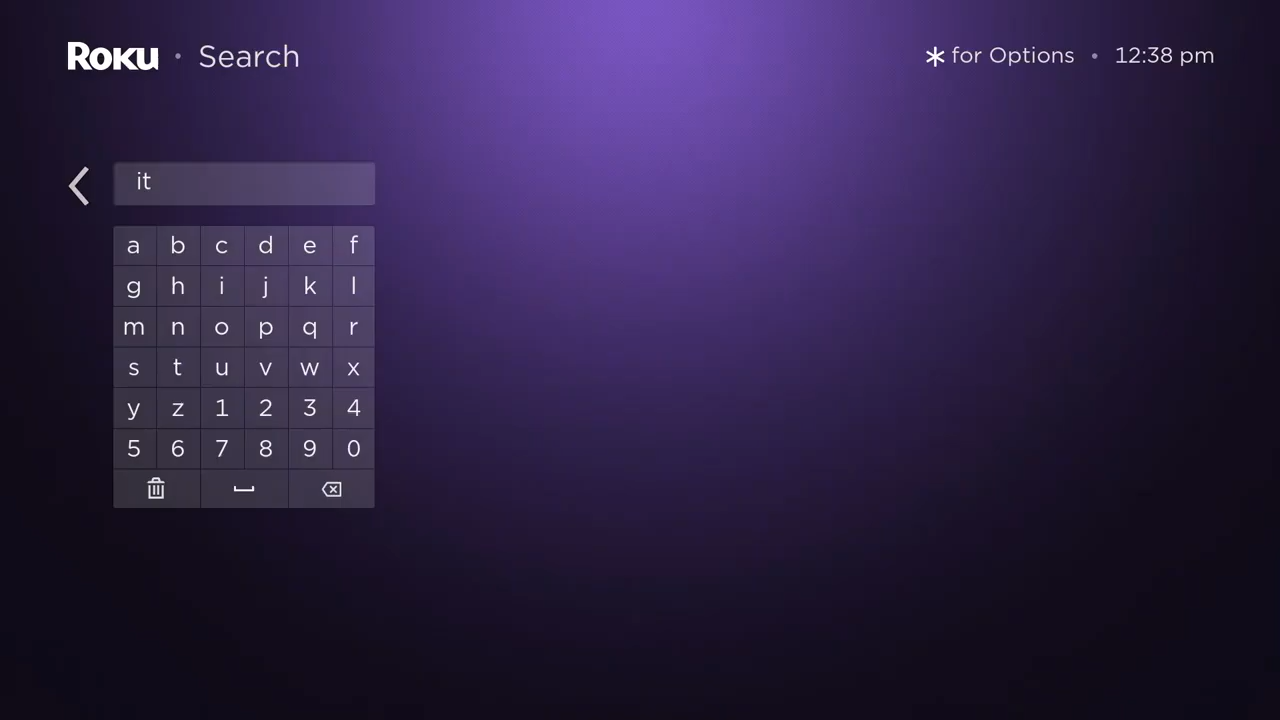 Roku • Search
* for Options • 12:38 pm
it
a b c d e f
g h i j k l
m n o p q r
s t u v w x
y z 1 2 3 4
5 6 7 8 9 0